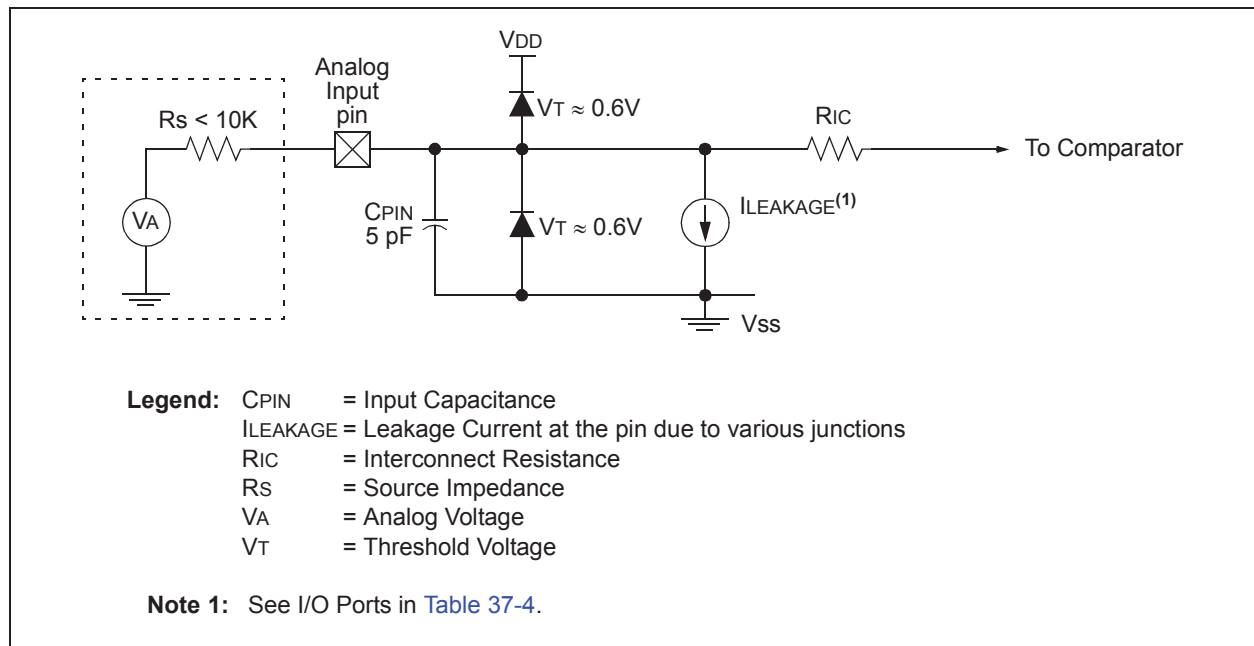 VDD
Analog
Input
pin
Rs < 10K
VT ≈ 0.6V
RIC
To Comparator
VA
CPIN
5 pF
VT ≈ 0.6V
ILEAKAGE(1)
Vss
Legend: CPIN = Input Capacitance
ILEAKAGE = Leakage Current at the pin due to various junctions
RIC = Interconnect Resistance
RS = Source Impedance
VA = Analog Voltage
VT = Threshold Voltage
Note 1: See I/O Ports in Table 37-4.